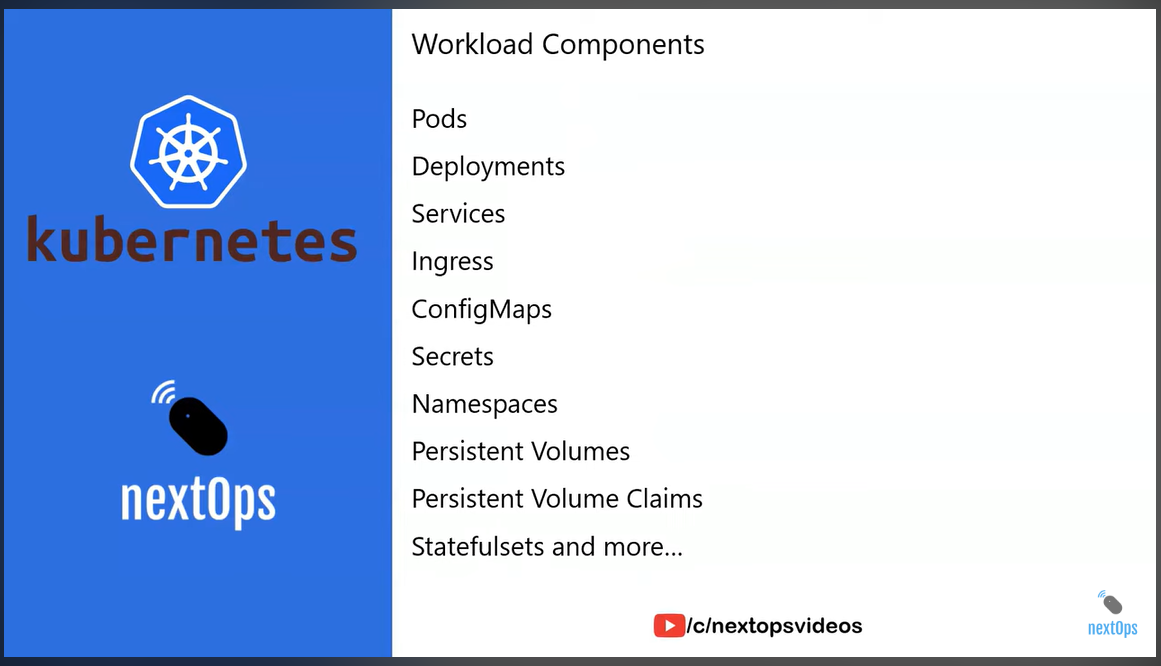 kubernetes
nextOps
Workload Components
Pods
Deployments
Services
Ingress
ConfigMaps
Secrets
Namespaces
Persistent Volumes
Persistent Volume Claims
Statefulsets and more...
/c/nextopsvideos
nextOps